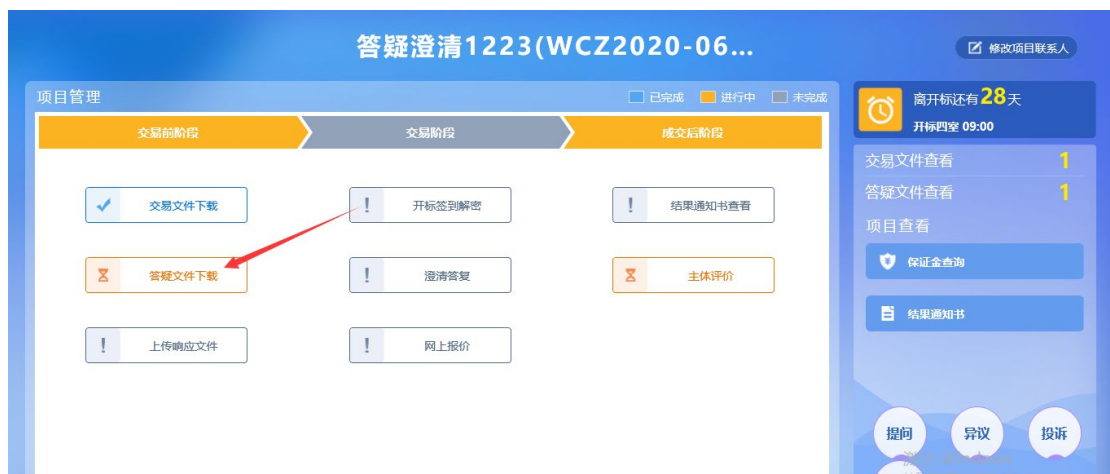 答疑澄清1223(WCZ2020-06...
修改项目联系人
项目管理
已完成 进行中 未完成
交易前阶段 交易阶段 成交后阶段
交易文件下载 开标签到解密 结果通知书查看
答疑文件下载 澄清答复 主体评价
上传响应文件 网上报价
离开标还有28天
开标四室 09:00
交易文件查看 1
答疑文件查看 1
项目查看
保证金查询
结果通知书
提问 异议 投诉